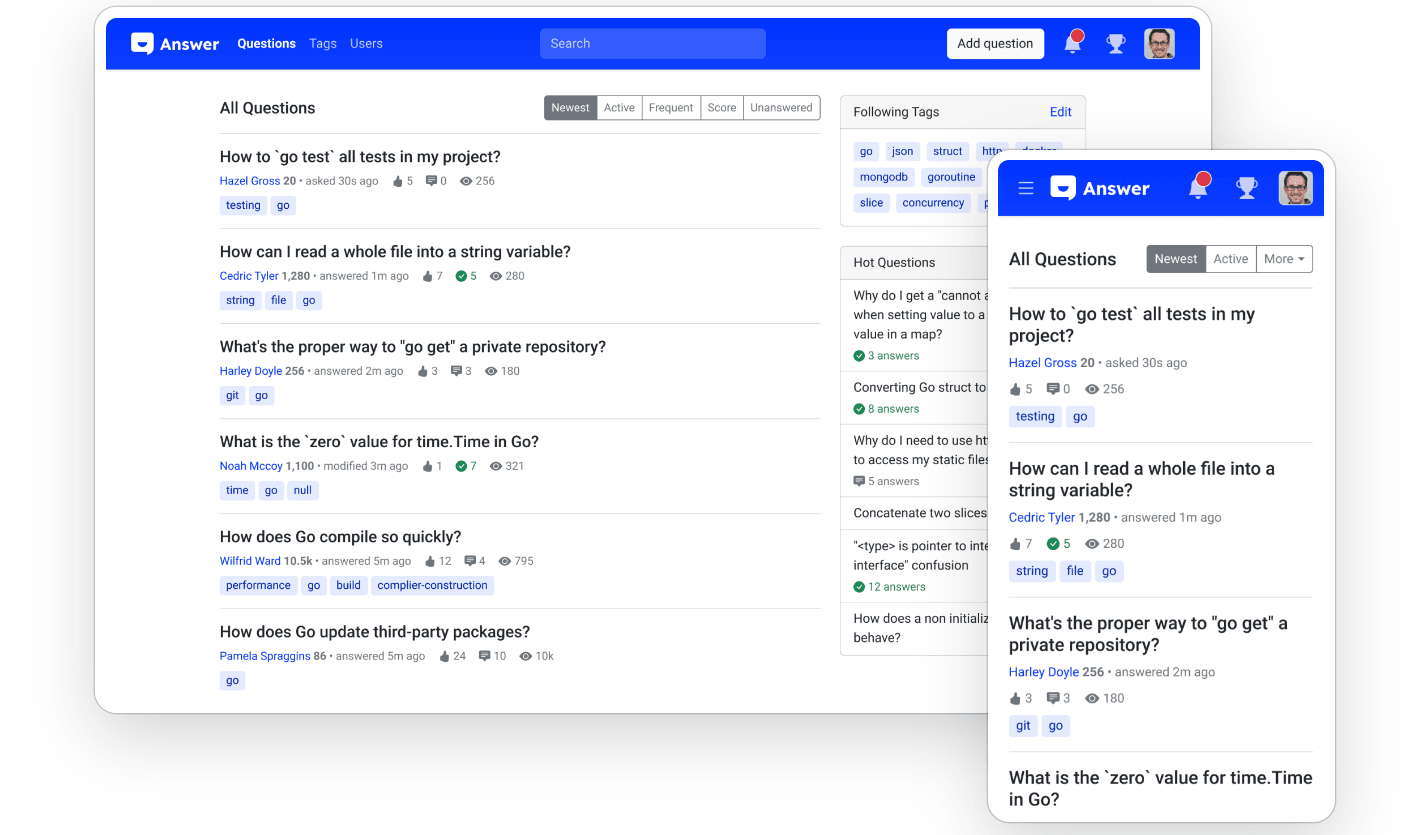 Answer Questions Tags Users Search Add question
All Questions Newest Active Frequent Score Unanswered
How to `go test` all tests in my project?
Hazel Gross 20 • asked 30s ago 5 0 256
testing go
How can I read a whole file into a string variable?
Cedric Tyler 1,280 • answered 1m ago 7 5 280
string file go
What's the proper way to "go get" a private repository?
Harley Doyle 256 • answered 2m ago 3 3 180
git go
What is the `zero` value for time.Time in Go?
Noah Mccoy 1,100 • modified 3m ago 1 7 321
time go null
How does Go compile so quickly?
Wilfrid Ward 10.5k • answered 5m ago 12 4 795
performance go build complier-construction
How does Go update third-party packages?
Pamela Spraggins 86 • answered 5m ago 24 10 10k
go
Following Tags Edit
go json struct http docker
mongodb goroutine
slice concurrency
Hot Questions
Why do I get a "cannot a
when setting value to a
value in a map?
3 answers
Converting Go struct to
8 answers
Why do I need to use htt
to access my static files
5 answers
Concatenate two slices
"<type> is pointer to inte
interface" confusion
12 answers
How does a non initializ
behave?
Answer
All Questions Newest Active More
How to `go test` all tests in my
project?
Hazel Gross 20 • asked 30s ago
5 0 256
testing go
How can I read a whole file into a
string variable?
Cedric Tyler 1,280 • answered 1m ago
7 5 280
string file go
What's the proper way to "go get" a
private repository?
Harley Doyle 256 • answered 2m ago
3 3 180
git go
What is the `zero` value for time.Time
in Go?